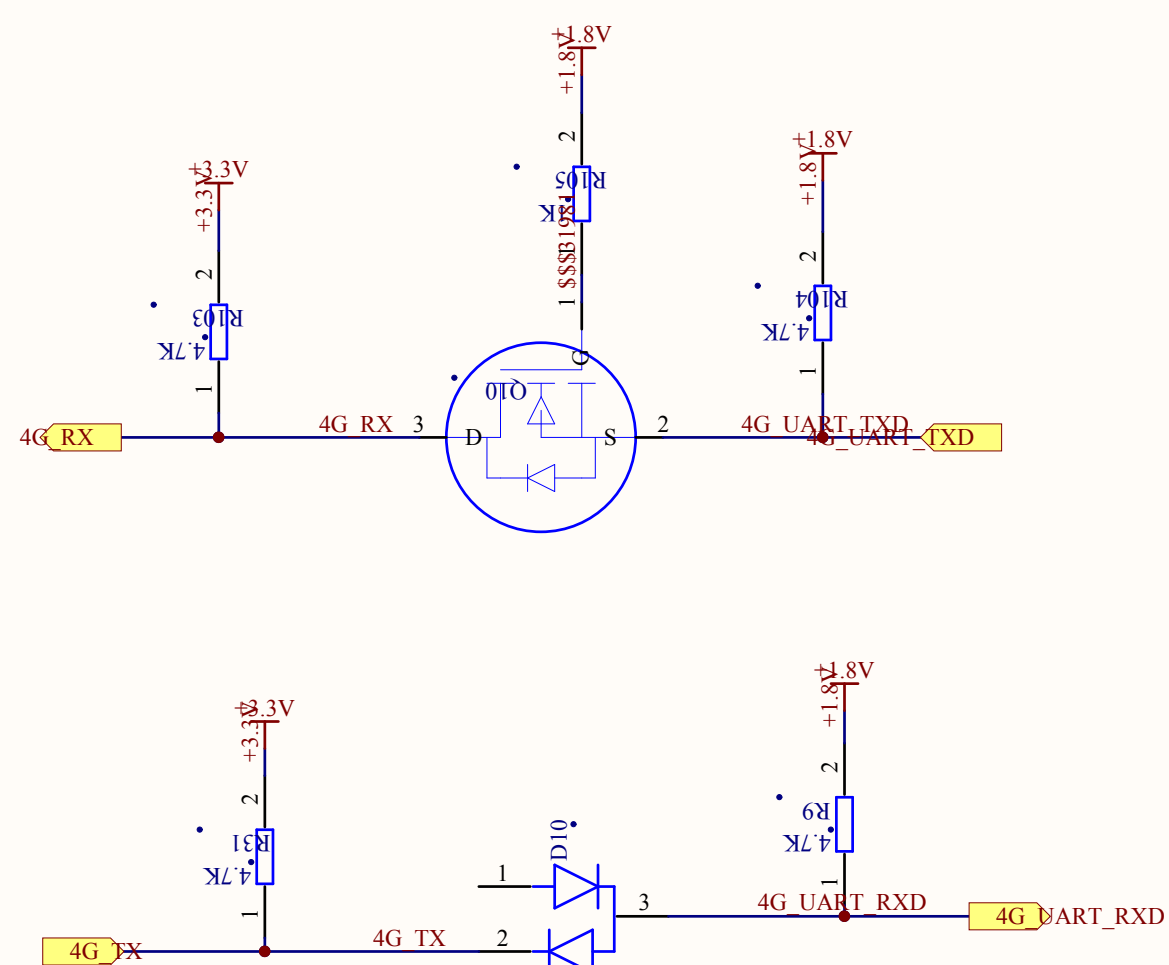 +1.8V
+1.8V
2
R105
1K
$$$31981
1
+3.3V
+3.3V
2
R103
4.7K
1
+1.8V
+1.8V
2
R104
4.7K
1
G
Q10
4G_RX
4G_RX
3
D
S
2
4G_UART_TXD
4G_UART_TXD
+3.3V
+3.3V
2
R31
4.7K
1
+1.8V
+1.8V
2
R9
4.7K
1
D10
1
3
4G_UART_RXD
4G_UART_RXD
4G_TX
4G_TX
2